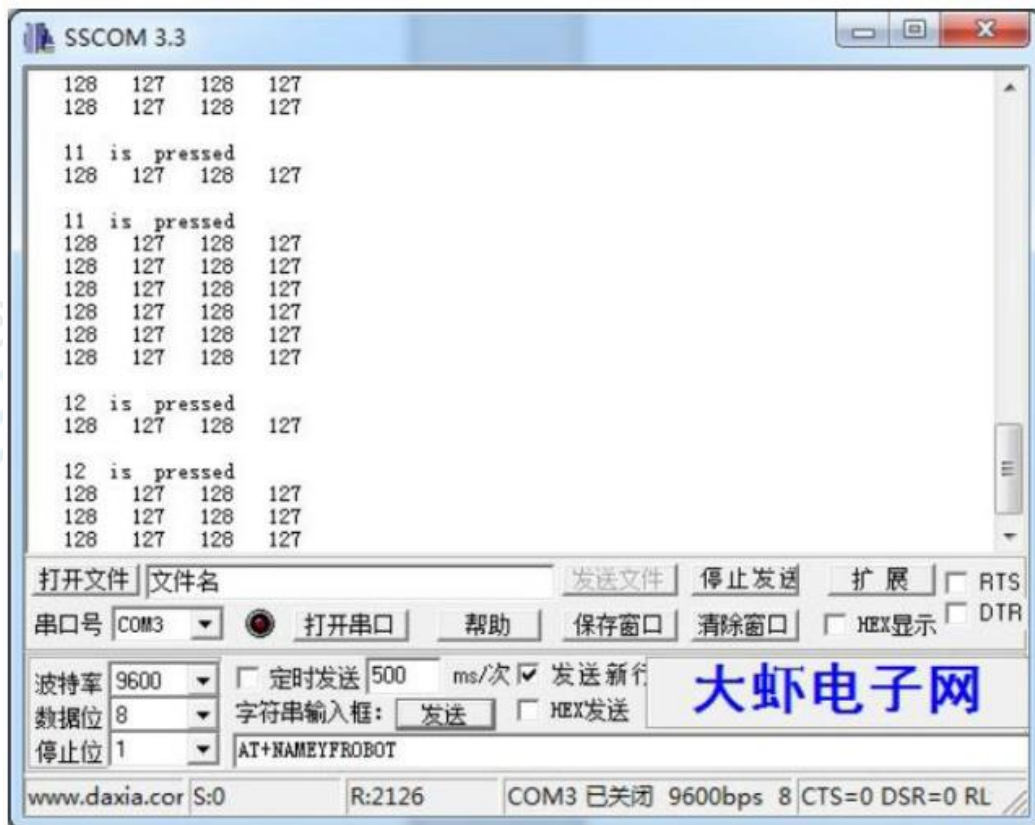 SSCOM 3.3
128 127 128 127
128 127 128 127
11 is pressed
128 127 128 127
11 is pressed
128 127 128 127
128 127 128 127
128 127 128 127
128 127 128 127
128 127 128 127
128 127 128 127
12 is pressed
128 127 128 127
12 is pressed
128 127 128 127
128 127 128 127
128 127 128 127
打开文件 文件名 发送文件 停止发送 扩展 RTS
串口号 COM3 打开串口 帮助 保存窗口 清除窗口 HEX显示 DTR
波特率 9600 定时发送 500 ms/次 发送新行 大虾电子网
数据位 8 字符串输入框: 发送 HEX发送
停止位 1 AT+NAMEYFROBOT
www.daxia.cor S:0 R:2126 COM3 已关闭 9600bps 8 CTS=0 DSR=0 RL